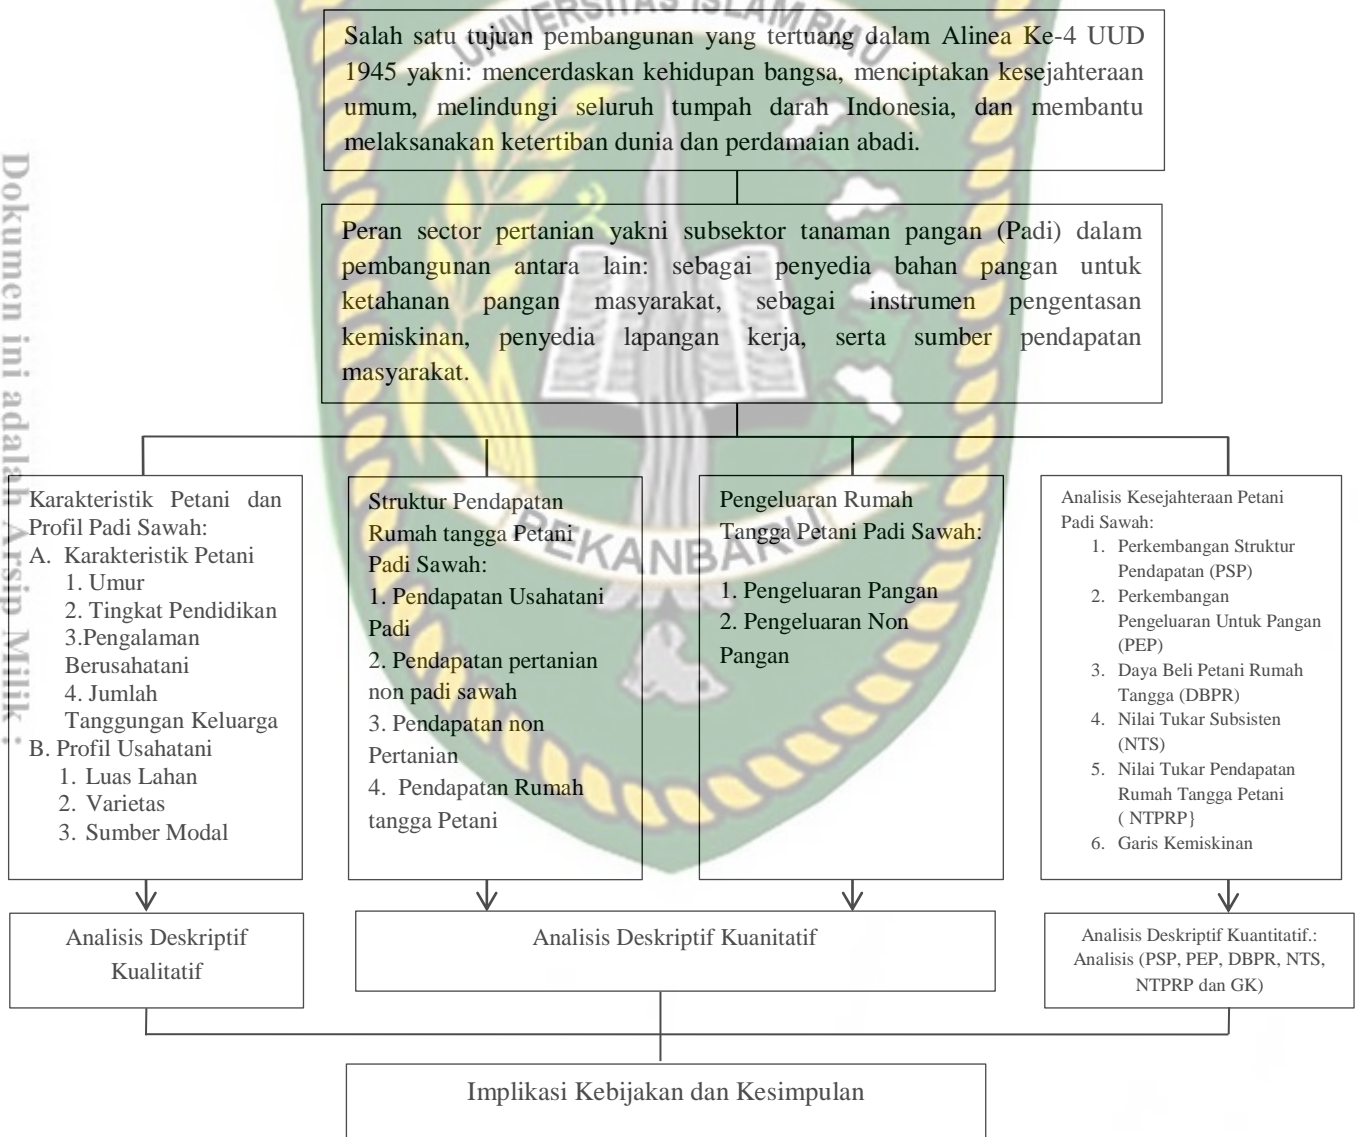 UNIVERSITAS ISLAM RIAU
Salah satu tujuan pembangunan yang tertuang dalam Alinea Ke-4 UUD
1945 yakni: mencerdaskan kehidupan bangsa, menciptakan kesejahteraan
umum, melindungi seluruh tumpah darah Indonesia, dan membantu
melaksanakan ketertiban dunia dan perdamaian abadi.
Peran sector pertanian yakni subsektor tanaman pangan (Padi) dalam
pembangunan antara lain: sebagai penyedia bahan pangan untuk
ketahanan pangan masyarakat, sebagai instrumen pengentasan
kemiskinan, penyedia lapangan kerja, serta sumber pendapatan
masyarakat.
Dokumen ini adalah Arsip Milik :
Karakteristik Petani dan
Profil Padi Sawah:
A. Karakteristik Petani
1. Umur
2. Tingkat Pendidikan
3.Pengalaman
Berusahatani
4. Jumlah
Tanggungan Keluarga
B. Profil Usahatani
1. Luas Lahan
2. Varietas
3. Sumber Modal
Struktur Pendapatan
Rumah tangga Petani
Padi Sawah:
1. Pendapatan Usahatani
Padi
2. Pendapatan pertanian
non padi sawah
3. Pendapatan non
Pertanian
4. Pendapatan Rumah
tangga Petani
Pengeluaran Rumah
Tangga Petani Padi Sawah:
1. Pengeluaran Pangan
2. Pengeluaran Non
Pangan
PEKANBARU
Analisis Kesejahteraan Petani
Padi Sawah:
1. Perkembangan Struktur
Pendapatan (PSP)
2. Perkembangan
Pengeluaran Untuk Pangan
(PEP)
3. Daya Beli Petani Rumah
Tangga (DBPR)
4. Nilai Tukar Subsisten
(NTS)
5. Nilai Tukar Pendapatan
Rumah Tangga Petani
( NTPRP}
6. Garis Kemiskinan
Analisis Deskriptif
Kualitatif
Analisis Deskriptif Kuanitatif
Analisis Deskriptif Kuantitatif.:
Analisis (PSP, PEP, DBPR, NTS,
NTPRP dan GK)
Implikasi Kebijakan dan Kesimpulan